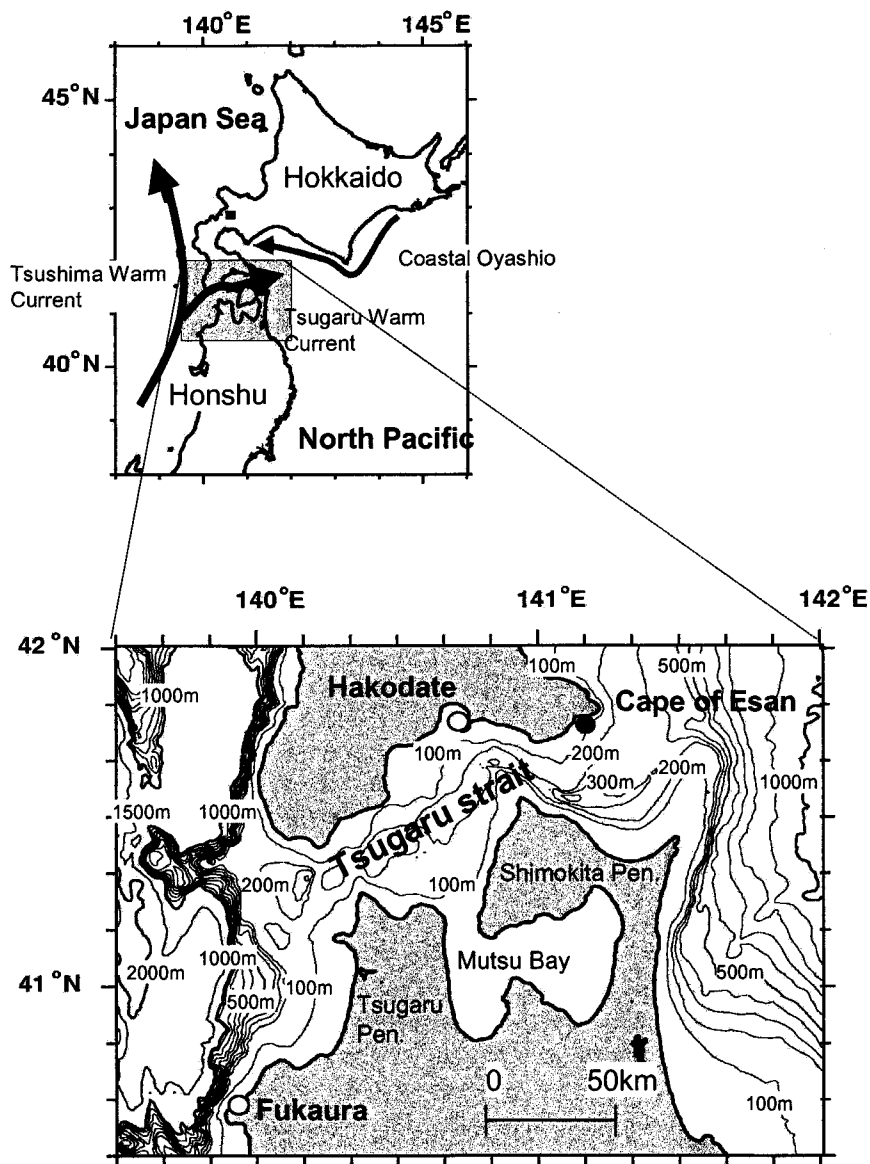 140°E 145°E
45°N
Japan Sea
Hokkaido
Coastal Oyashio
Tsushima Warm
Current
Tsugaru Warm
Current
40°N
Honshu
North Pacific
140°E 141°E 142°E
42°N
100m 500m
1000m
Hakodate
Cape of Esan
100m
200m
300m
200m
1000m
1500m
1000m
Tsugaru strait
200m
100m
Shimokita Pen.
2000m
1000m
Mutsu Bay
500m
41°N
500m
100m
Tsugaru
Pen.
0 50km
Fukaura
100m